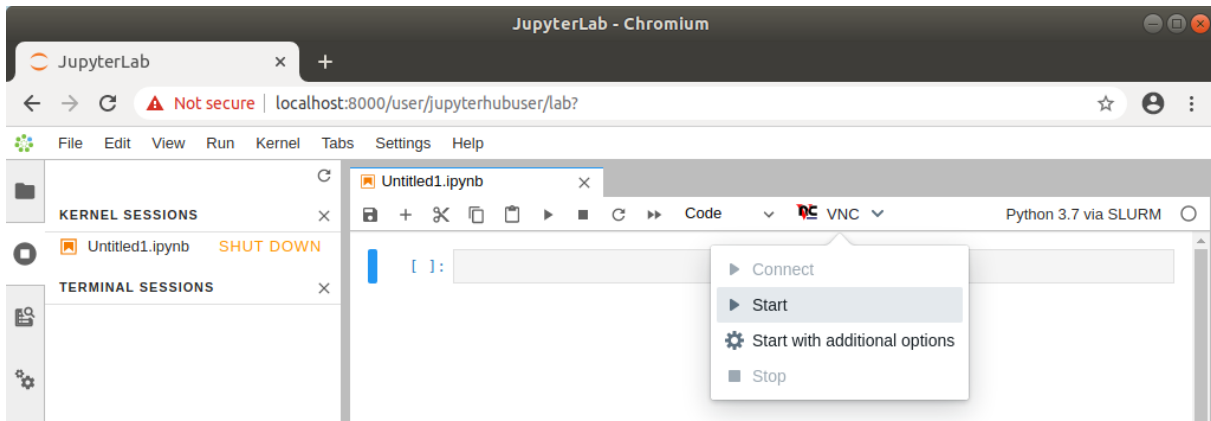 JupyterLab - Chromium
JupyterLab
Not secure | localhost:8000/user/jupyterhubuser/lab?
File Edit View Run Kernel Tabs Settings Help
Untitled1.ipynb
KERNEL SESSIONS
Code VNC Python 3.7 via SLURM
Untitled1.ipynb SHUT DOWN
[ ]:
TERMINAL SESSIONS
Connect
Start
Start with additional options
Stop